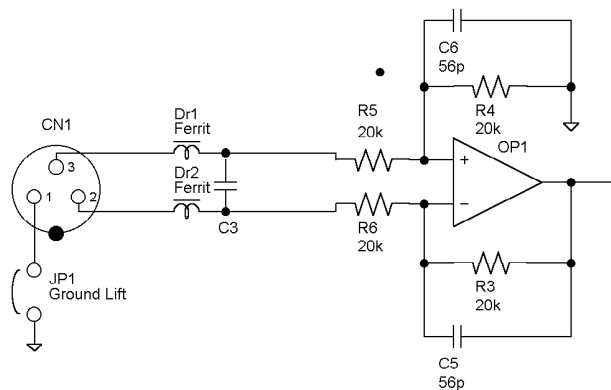 C6
56p
R4
20k
R5
20k
OP1
+
−
Dr1
Ferrit
CN1
3
1
2
Dr2
Ferrit
C3
R6
20k
R3
20k
JP1
Ground Lift
C5
56p